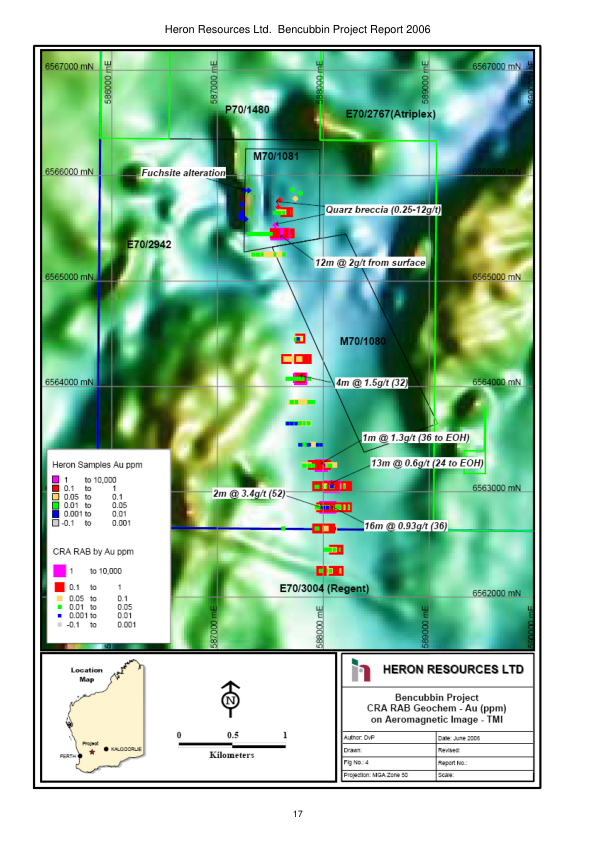 Heron Resources Ltd. Bencubbin Project Report 2006
6567000 mN
6567000 mN
586000 mE
587000 mE
588000 mE
589000 mE
P70/1480
E70/2767(Atriplex)
M70/1081
6566000 mN
6566000 mN
Fuchsite alteration
Quarz breccia (0.25-12g/t)
E70/2942
12m @ 2g/t from surface
6565000 mN
6565000 mN
M70/1080
6564000 mN
6564000 mN
4m @ 1.5g/t (32)
1m @ 1.3g/t (36 to EOH)
13m @ 0.6g/t (24 to EOH)
2m @ 3.4g/t (52)
6563000 mN
16m @ 0.93g/t (36)
E70/3004 (Regent)
6562000 mN
587000 mE
588000 mE
589000 mE
Heron Samples Au ppm
1 to 10,000
0.1 to 1
0.05 to 0.1
0.01 to 0.05
0.001 to 0.01
-0.1 to 0.001
CRA RAB by Au ppm
1 to 10,000
0.1 to 1
0.05 to 0.1
0.01 to 0.05
0.001 to 0.01
-0.1 to 0.001
Location
Map
Project
PERTH
KALGOORLIE
N
0 0.5 1
Kilometers
HERON RESOURCES LTD
Bencubbin Project
CRA RAB Geochem - Au (ppm)
on Aeromagnetic Image - TMI
Author: DvP
Date: June 2006
Drawn:
Revised:
Fig No.: 4
Report No.:
Projection: MGA Zone 50
Scale:
17